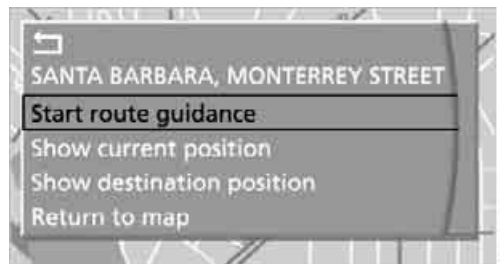 SANTA BARBARA, MONTERREY STREET
Start route guidance
Show current position
Show destination position
Return to map